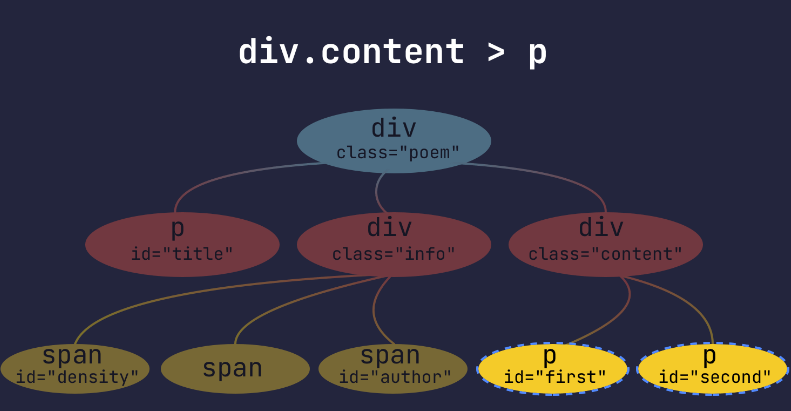 div.content > p
div
class="poem"
p
id="title"
div
class="info"
div
class="content"
span
id="density"
span
span
id="author"
p
id="first"
p
id="second"